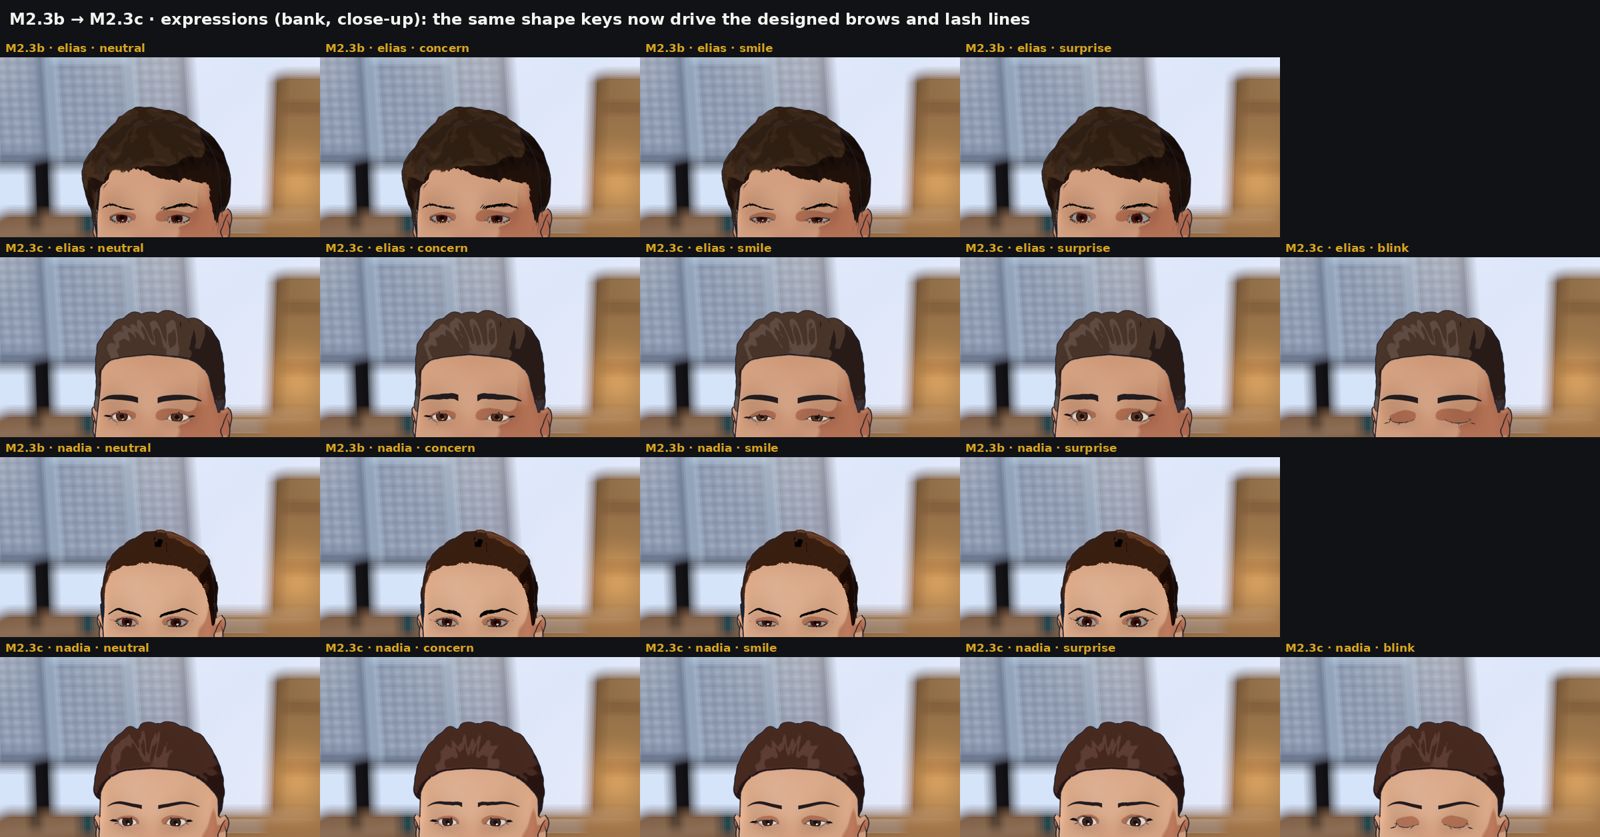 M2.3b → M2.3c · expressions (bank, close-up): the same shape keys now drive the designed brows and lash lines
M2.3b · elias · neutral
M2.3b · elias · concern
M2.3b · elias · smile
M2.3b · elias · surprise
M2.3c · elias · neutral
M2.3c · elias · concern
M2.3c · elias · smile
M2.3c · elias · surprise
M2.3c · elias · blink
M2.3b · nadia · neutral
M2.3b · nadia · concern
M2.3b · nadia · smile
M2.3b · nadia · surprise
M2.3c · nadia · neutral
M2.3c · nadia · concern
M2.3c · nadia · smile
M2.3c · nadia · surprise
M2.3c · nadia · blink